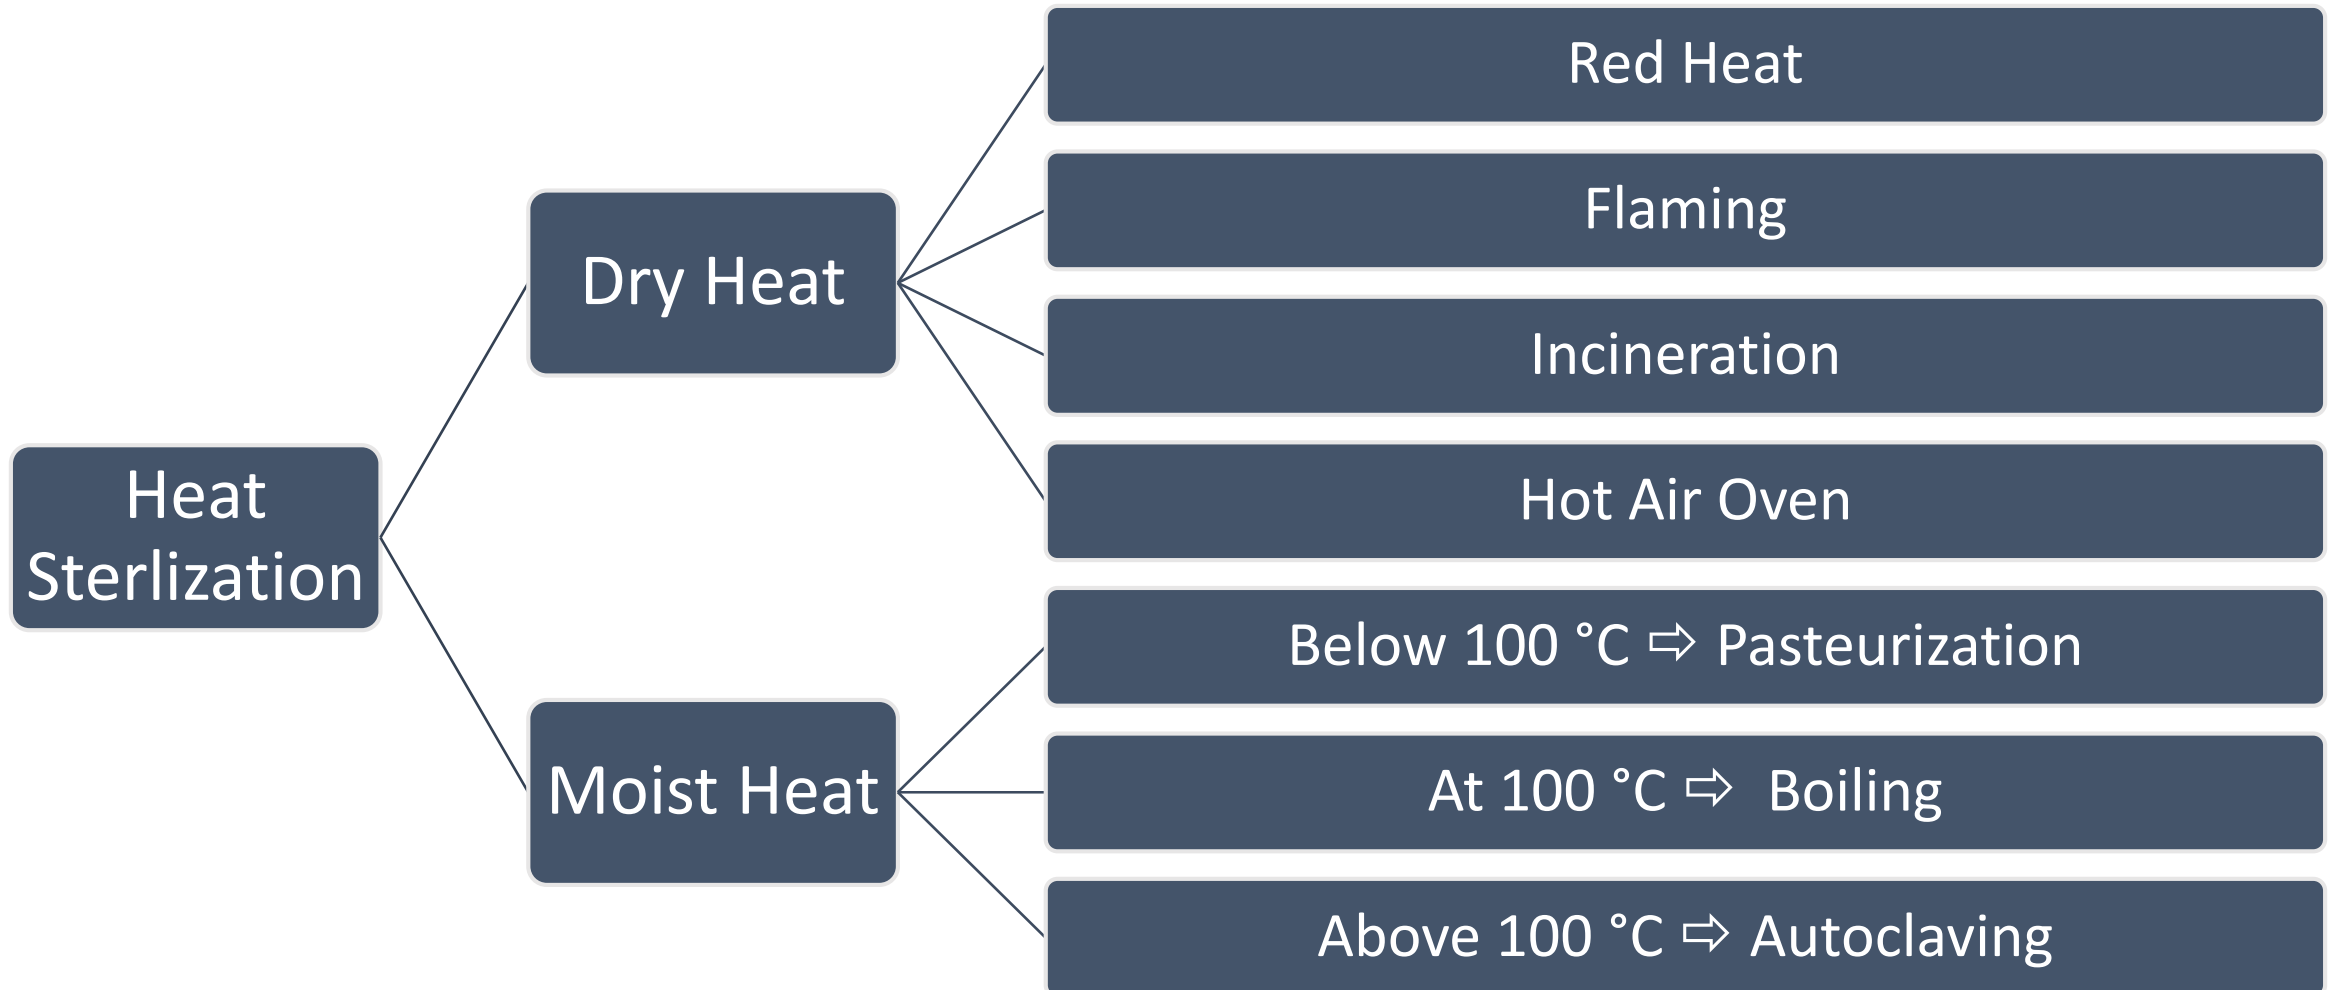 Heat
Sterlization
Dry Heat
Red Heat
Flaming
Incineration
Hot Air Oven
Moist Heat
Below 100 °C ⇨ Pasteurization
At 100 °C ⇨ Boiling
Above 100 °C ⇨ Autoclaving